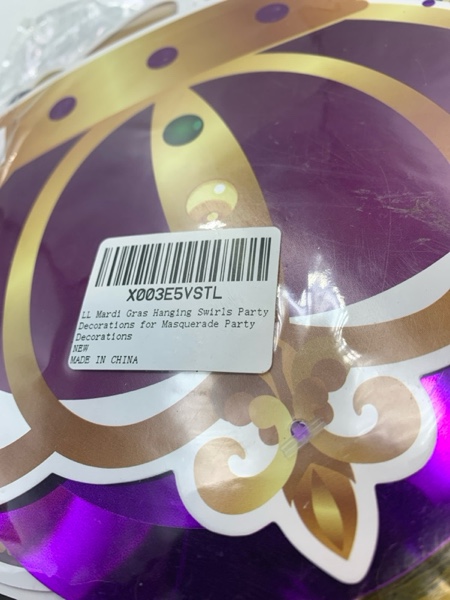 X003E5VSTL
LL Mardi Gras Hanging Swirls Party
Decorations for Masquerade Party
Decorations
NEW
MADE IN CHINA